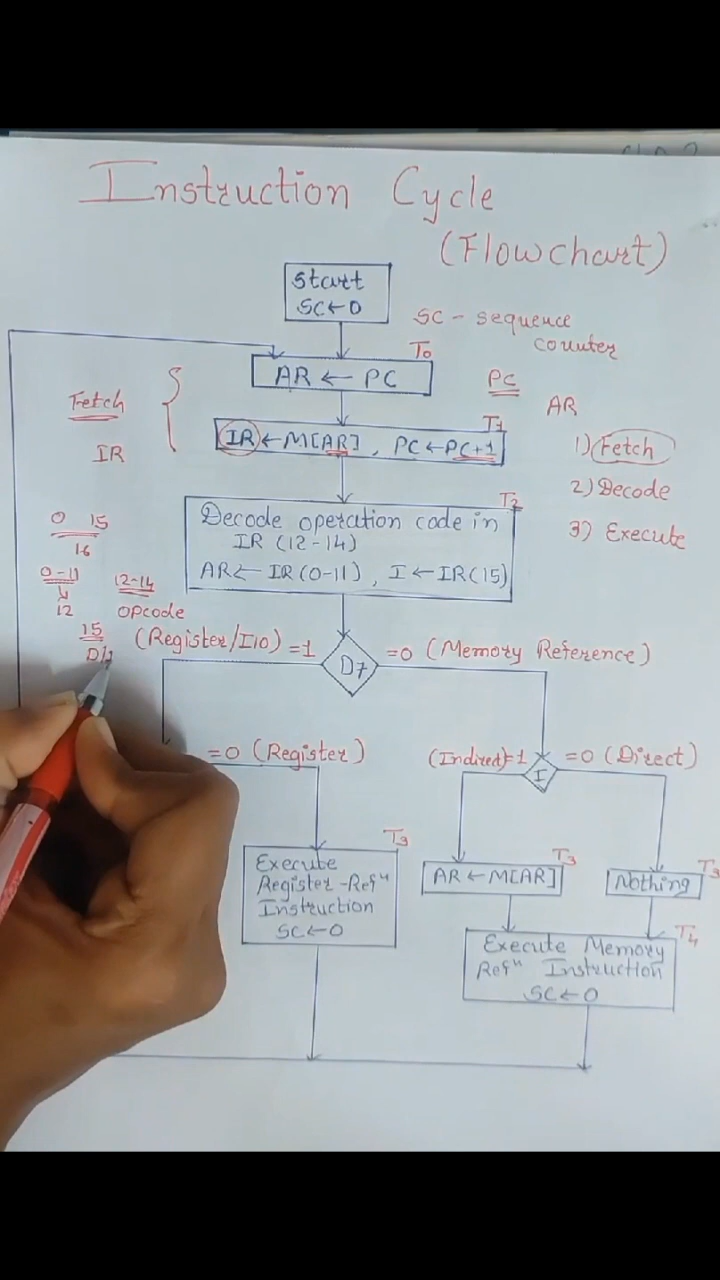 Instruction Cycle
(Flowchart)
Start
SC←0
SC - sequence
counter
T0
AR ← PC
PC
AR
Fetch
IR
T1
IR←M[AR], PC←PC+1
1) Fetch
2) Decode
3) Execute
T2
Decode operation code in
IR (12-14)
AR← IR(0-11), I←IR(15)
0 15
16
0-11
12
12-14
opcode
15
D/I
(Register/I/O) =1
D7
=0 (Memory Reference)
=0 (Register)
(Indirect)=1
I
=0 (Direct)
T3
Execute
Register-Refⁿ
Instruction
SC←0
T3
AR ← M[AR]
T3
Nothing
T4
Execute Memory
Refⁿ Instruction
SC←0